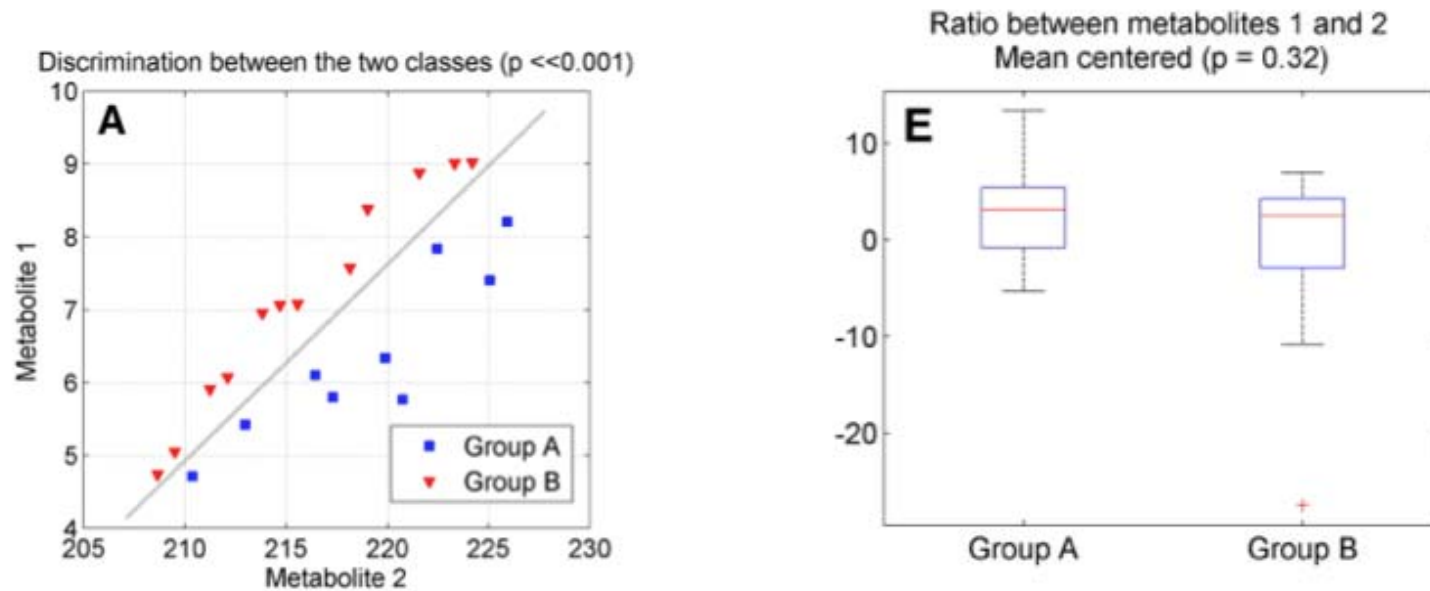 Discrimination between the two classes (p <<0.001)
A
10
9
8
7
6
5
4
Metabolite 1
205 210 215 220 225 230
Metabolite 2
Group A
Group B
Ratio between metabolites 1 and 2
Mean centered (p = 0.32)
E
10
0
-10
-20
Group A Group B